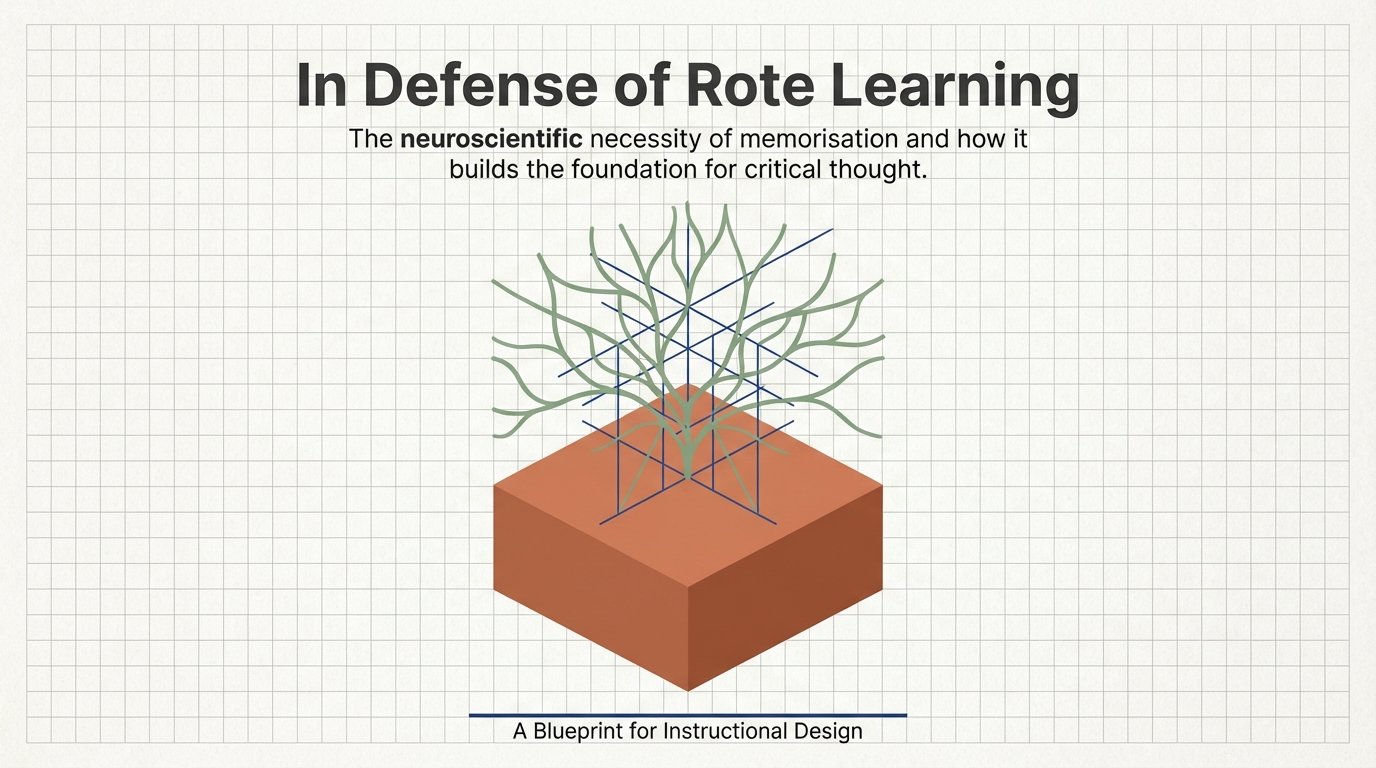 In Defense of Rote Learning
The neuroscientific necessity of memorisation and how it
builds the foundation for critical thought.
A Blueprint for Instructional Design